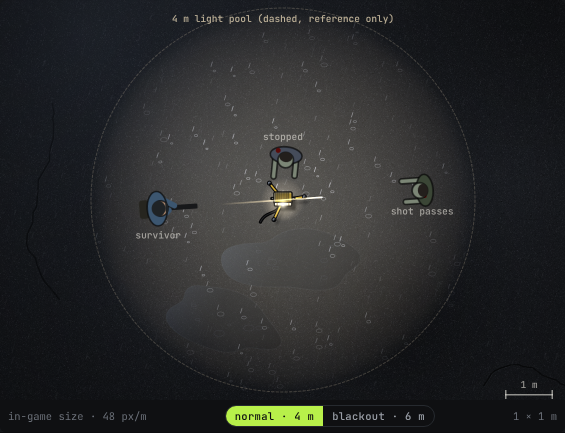 4 m light pool (dashed, reference only)
stopped
shot passes
survivor
1 m
in-game size · 48 px/m
normal · 4 m
blackout · 6 m
1 × 1 m